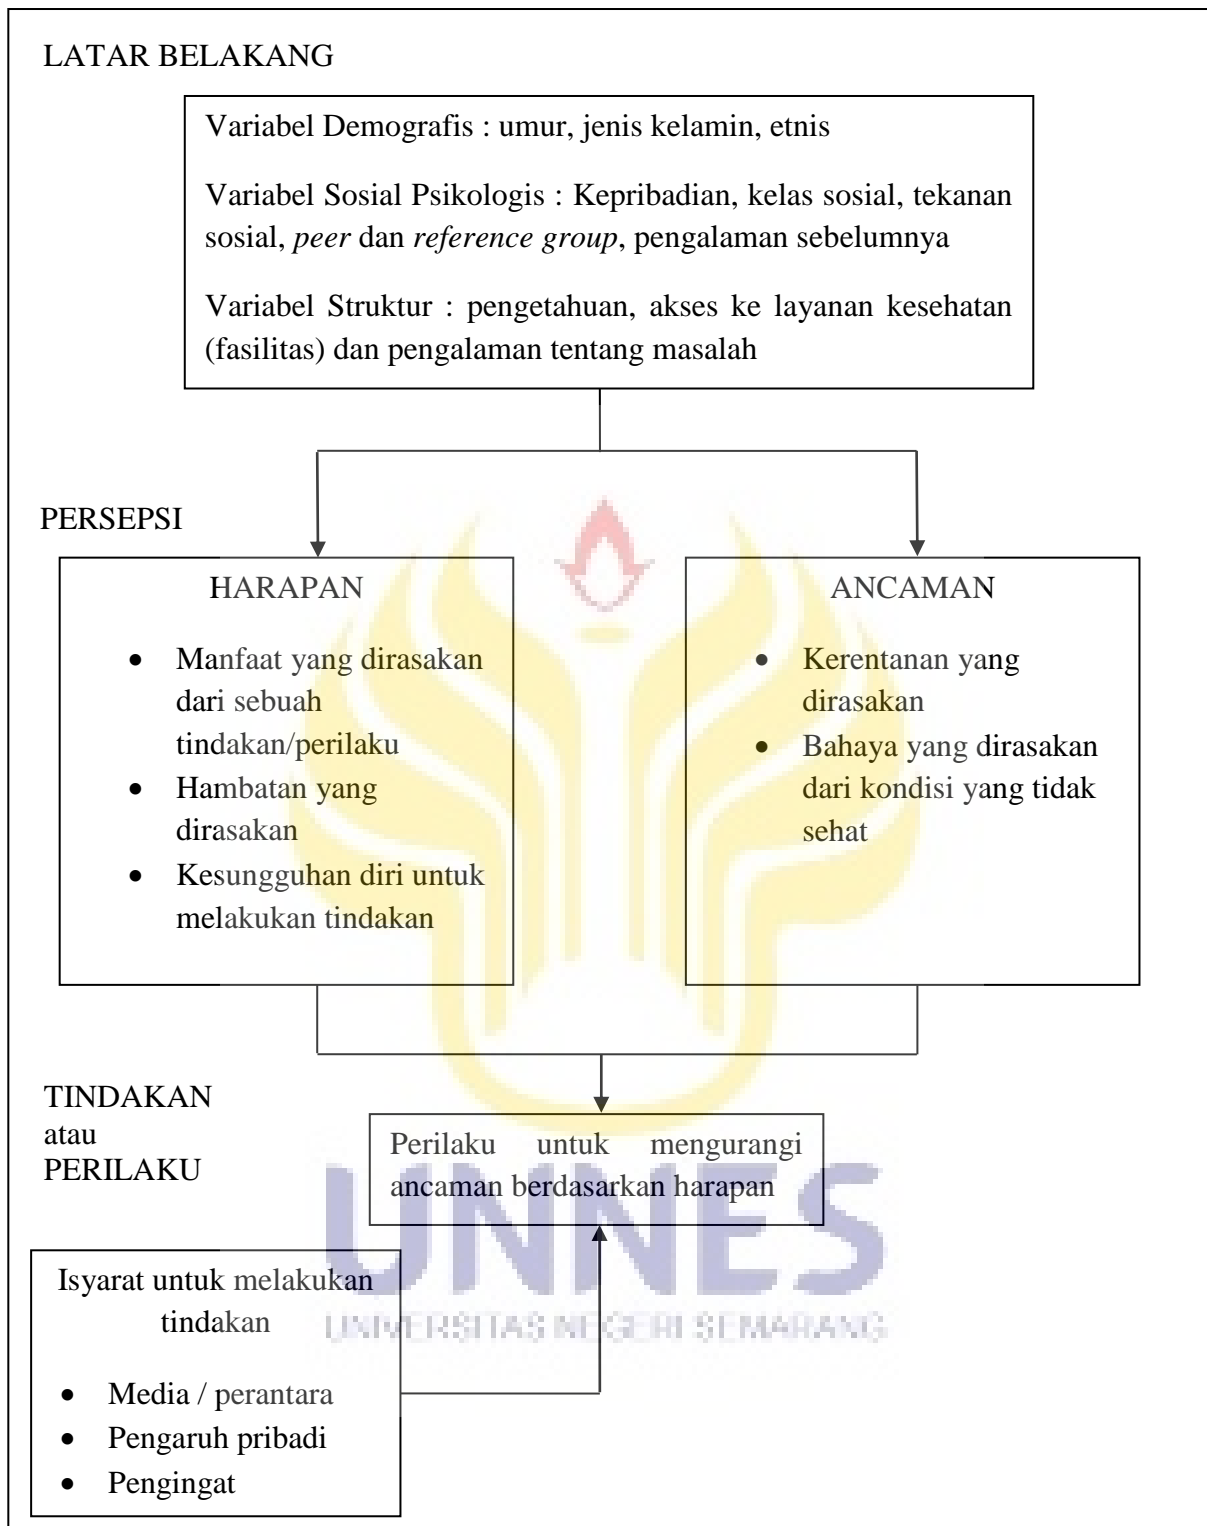 LATAR BELAKANG
Variabel Demografis : umur, jenis kelamin, etnis
Variabel Sosial Psikologis : Kepribadian, kelas sosial, tekanan
sosial, peer dan reference group, pengalaman sebelumnya
Variabel Struktur : pengetahuan, akses ke layanan kesehatan
(fasilitas) dan pengalaman tentang masalah
PERSEPSI
HARAPAN
• Manfaat yang dirasakan
dari sebuah
tindakan/perilaku
• Hambatan yang
dirasakan
• Kesungguhan diri untuk
melakukan tindakan
ANCAMAN
• Kerentanan yang
dirasakan
• Bahaya yang dirasakan
dari kondisi yang tidak
sehat
TINDAKAN
atau
PERILAKU
Perilaku untuk mengurangi
ancaman berdasarkan harapan
UNNES
UNIVERSITAS NEGERI SEMARANG
Isyarat untuk melakukan
tindakan
• Media / perantara
• Pengaruh pribadi
• Pengingat